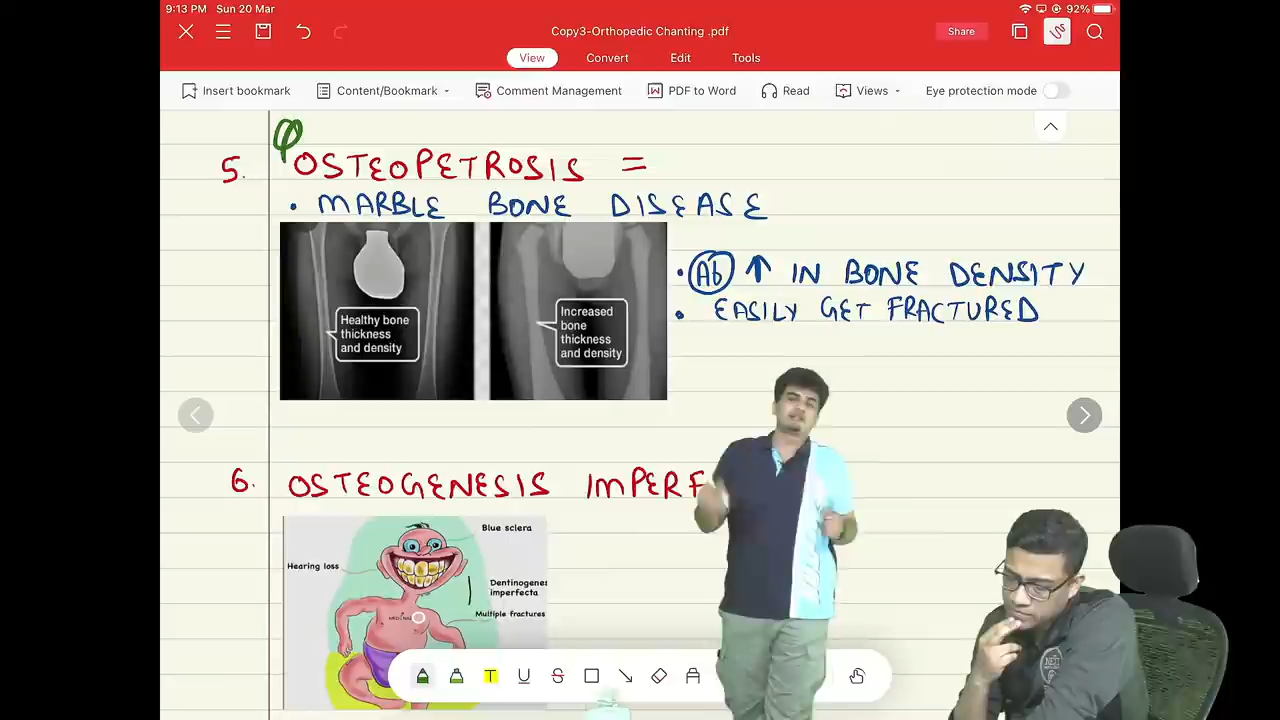 9:13 PM Sun 20 Mar 92%
Copy3-Orthopedic Chanting .pdf
Share
View Convert Edit Tools
Insert bookmark Content/Bookmark Comment Management PDF to Word Read Views Eye protection mode
5. OSTEOPETROSIS =
• MARBLE BONE DISEASE
Healthy bone
thickness
and density
Increased
bone
thickness
and density
• Ab ↑ IN BONE DENSITY
• EASILY GET FRACTURED
6. OSTEOGENESIS IMPERF
Blue sclera
Hearing loss
Dentinogenes
imperfecta
Multiple fractures
T U S